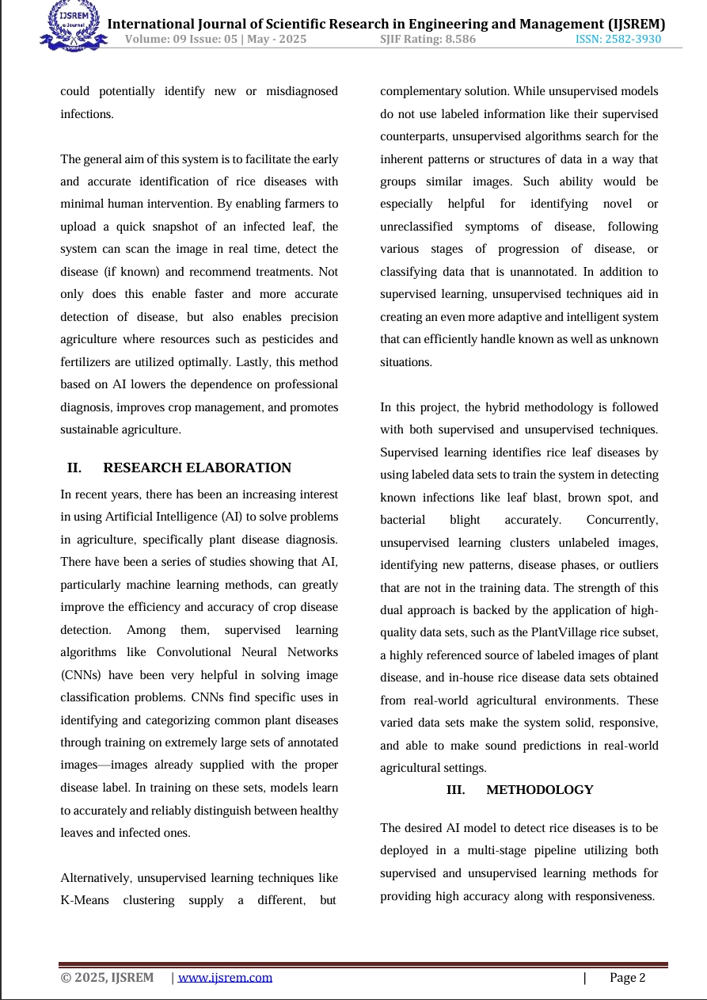 IJSREM
e-Journal
International Journal of Scientific Research in Engineering and Management (IJSREM)
Volume: 09 Issue: 05 | May - 2025 SJIF Rating: 8.586 ISSN: 2582-3930
could potentially identify new or misdiagnosed
infections.
The general aim of this system is to facilitate the early
and accurate identification of rice diseases with
minimal human intervention. By enabling farmers to
upload a quick snapshot of an infected leaf, the
system can scan the image in real time, detect the
disease (if known) and recommend treatments. Not
only does this enable faster and more accurate
detection of disease, but also enables precision
agriculture where resources such as pesticides and
fertilizers are utilized optimally. Lastly, this method
based on AI lowers the dependence on professional
diagnosis, improves crop management, and promotes
sustainable agriculture.
II. RESEARCH ELABORATION
In recent years, there has been an increasing interest
in using Artificial Intelligence (AI) to solve problems
in agriculture, specifically plant disease diagnosis.
There have been a series of studies showing that AI,
particularly machine learning methods, can greatly
improve the efficiency and accuracy of crop disease
detection. Among them, supervised learning
algorithms like Convolutional Neural Networks
(CNNs) have been very helpful in solving image
classification problems. CNNs find specific uses in
identifying and categorizing common plant diseases
through training on extremely large sets of annotated
images—images already supplied with the proper
disease label. In training on these sets, models learn
to accurately and reliably distinguish between healthy
leaves and infected ones.
Alternatively, unsupervised learning techniques like
K-Means clustering supply a different, but
complementary solution. While unsupervised models
do not use labeled information like their supervised
counterparts, unsupervised algorithms search for the
inherent patterns or structures of data in a way that
groups similar images. Such ability would be
especially helpful for identifying novel or
unreclassified symptoms of disease, following
various stages of progression of disease, or
classifying data that is unannotated. In addition to
supervised learning, unsupervised techniques aid in
creating an even more adaptive and intelligent system
that can efficiently handle known as well as unknown
situations.
In this project, the hybrid methodology is followed
with both supervised and unsupervised techniques.
Supervised learning identifies rice leaf diseases by
using labeled data sets to train the system in detecting
known infections like leaf blast, brown spot, and
bacterial blight accurately. Concurrently,
unsupervised learning clusters unlabeled images,
identifying new patterns, disease phases, or outliers
that are not in the training data. The strength of this
dual approach is backed by the application of high-
quality data sets, such as the PlantVillage rice subset,
a highly referenced source of labeled images of plant
disease, and in-house rice disease data sets obtained
from real-world agricultural environments. These
varied data sets make the system solid, responsive,
and able to make sound predictions in real-world
agricultural settings.
III. METHODOLOGY
The desired AI model to detect rice diseases is to be
deployed in a multi-stage pipeline utilizing both
supervised and unsupervised learning methods for
providing high accuracy along with responsiveness.
© 2025, IJSREM | www.ijsrem.com | Page 2